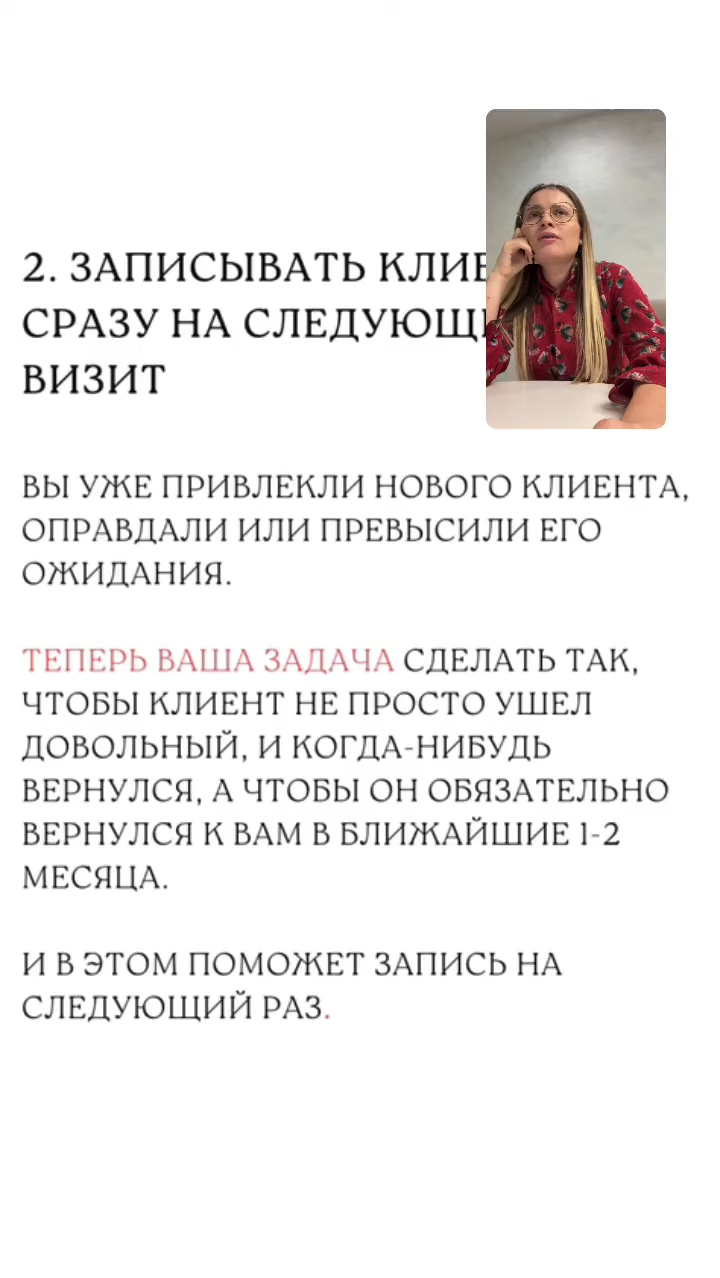 2. ЗАПИСЫВАТЬ
СРАЗУ НА
ВИЗИТ
ВЫ УЖЕ ПРИВЛЕКЛИ НОВОГО КЛИЕНТА,
ОПРАВДАЛИ ИЛИ ПРЕВЫСИЛИ ЕГО
ОЖИДАНИЯ.
ТЕПЕРЬ ВАША ЗАДАЧА СДЕЛАТЬ ТАК,
ЧТОБЫ КЛИЕНТ НЕ ПРОСТО УШЕЛ
ДОВОЛЬНЫЙ, И КОГДА-НИБУДЬ
ВЕРНУЛСЯ, А ЧТОБЫ ОН ОБЯЗАТЕЛЬНО
ВЕРНУЛСЯ К ВАМ В БЛИЖАЙШИЕ 1-2
МЕСЯЦА.
И В ЭТОМ ПОМОЖЕТ ЗАПИСЬ НА
СЛЕДУЮЩИЙ РАЗ.